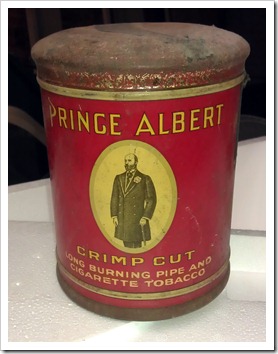 PRINCE ALBERT
CRIMP CUT
LONG BURNING PIPE AND
CIGARETTE TOBACCO